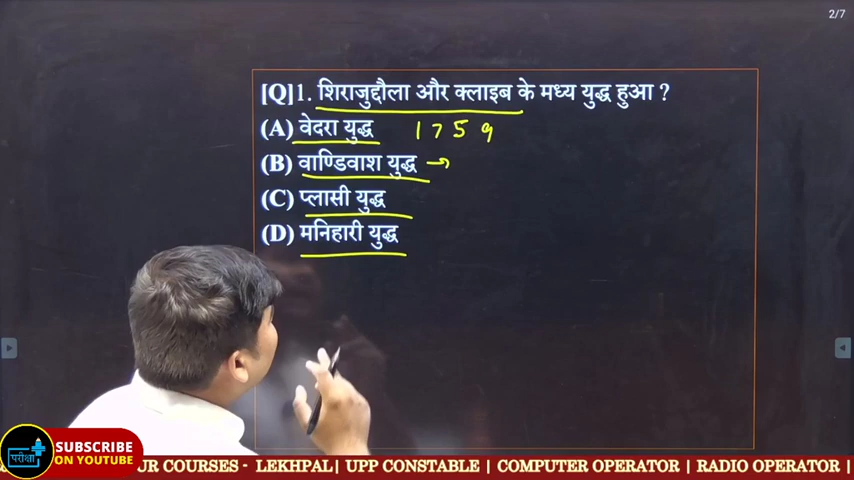 2/7
[Q]1. शिराजुद्दौला और क्लाइब के मध्य युद्ध हुआ ?
(A) वेदरा युद्ध 1759
(B) वाण्डिवाश युद्ध →
(C) प्लासी युद्ध
(D) मनिहारी युद्ध
परीक्षा
SUBSCRIBE
ON YOUTUBE
UR COURSES - LEKHPAL| UPP CONSTABLE | COMPUTER OPERATOR | RADIO OPERATOR |